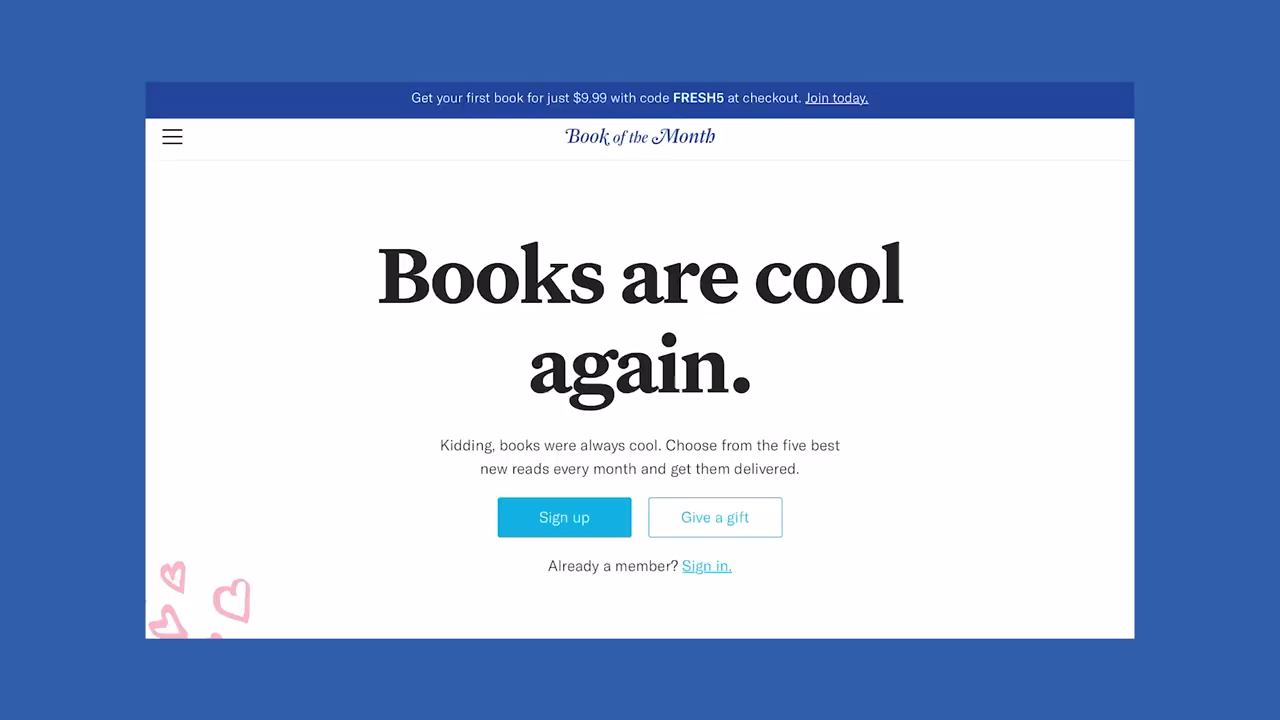 Get your first book for just $9.99 with code FRESH5 at checkout. Join today.
Book of the Month
Books are cool
again.
Kidding, books were always cool. Choose from the five best
new reads every month and get them delivered.
Sign up
Give a gift
Already a member? Sign in.